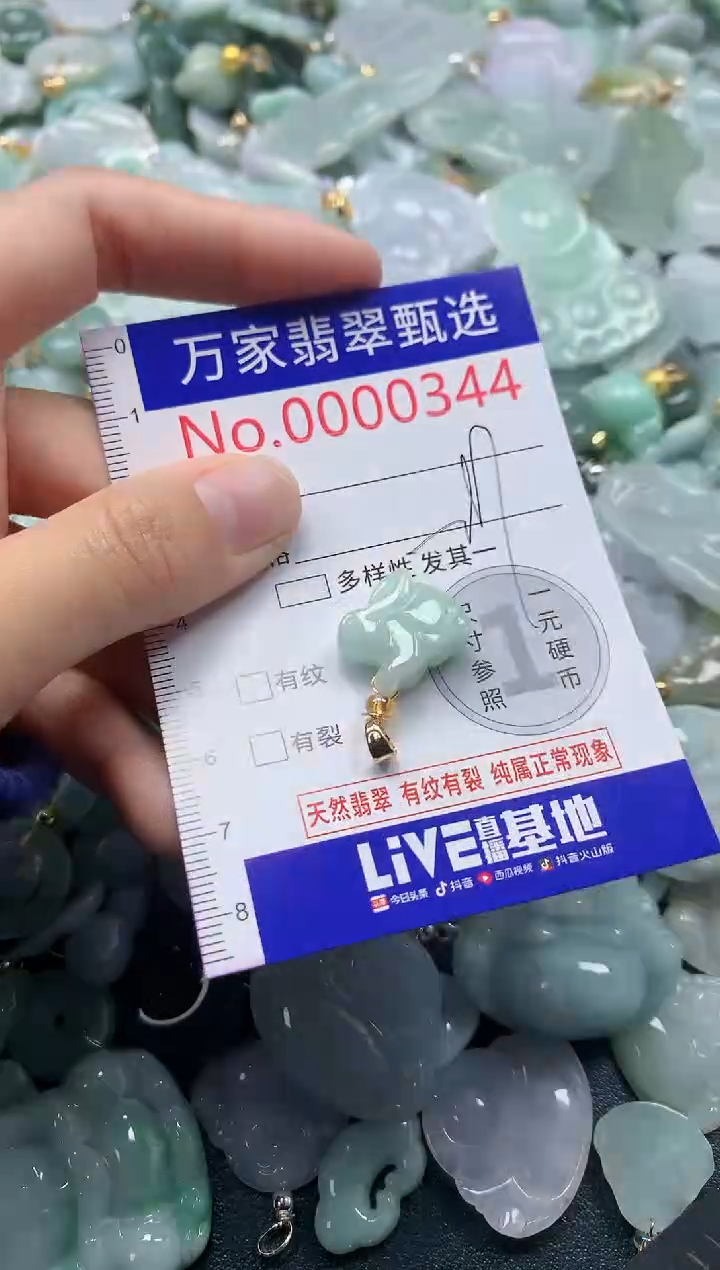 万家翡翠甄选
No.0000344
多样性 发其一
一元硬币
寸参照
1
有纹
有裂
天然翡翠 有纹有裂 纯属正常现象
LiVE直播基地
今日头条 抖音 西瓜视频 抖音火山版
0
1
4
5
6
7
8